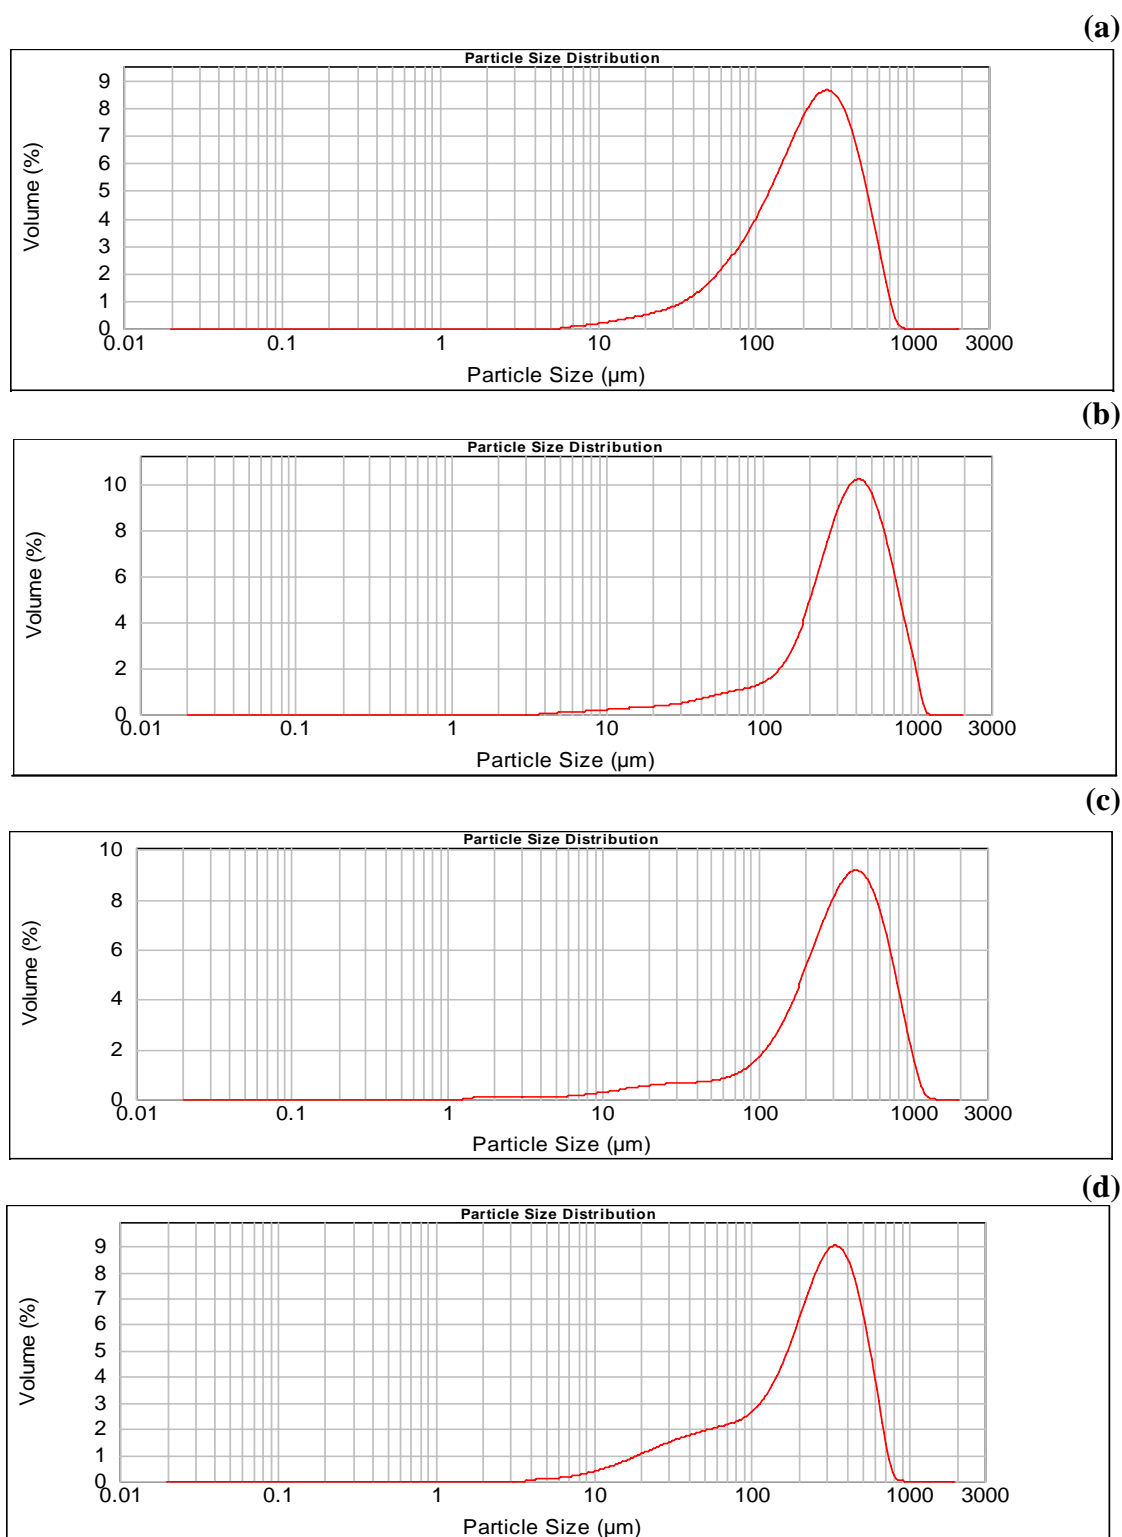 (a)
Particle Size Distribution
9
8
7
6
5
4
3
2
1
0
Volume (%)
0.01 0.1 1 10 100 1000 3000
Particle Size (µm)
(b)
Particle Size Distribution
10
8
6
4
2
0
Volume (%)
0.01 0.1 1 10 100 1000 3000
Particle Size (µm)
(c)
Particle Size Distribution
10
8
6
4
2
0
Volume (%)
0.01 0.1 1 10 100 1000 3000
Particle Size (µm)
(d)
Particle Size Distribution
9
8
7
6
5
4
3
2
1
0
Volume (%)
0.01 0.1 1 10 100 1000 3000
Particle Size (µm)